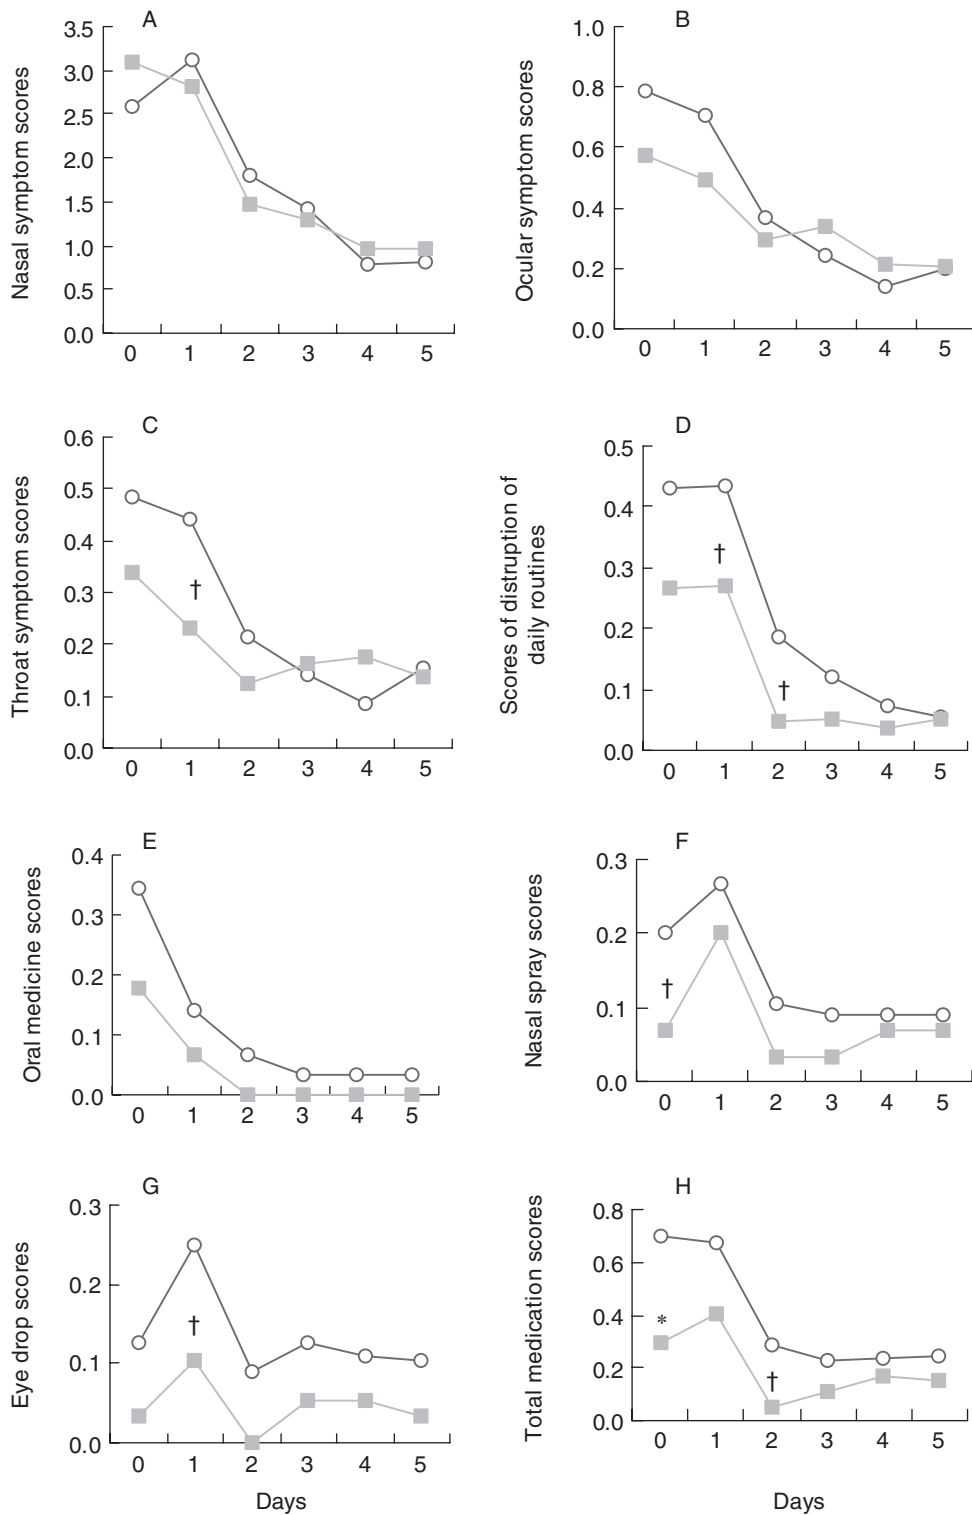 A
Nasal symptom scores
3.5
3.0
2.5
2.0
1.5
1.0
0.5
0.0
0 1 2 3 4 5
B
Ocular symptom scores
1.0
0.8
0.6
0.4
0.2
0.0
0 1 2 3 4 5
C
Throat symptom scores
0.6
0.5
0.4
0.3
0.2
0.1
0.0
†
0 1 2 3 4 5
D
Scores of distruption of
daily routines
0.5
0.4
0.3
0.2
0.1
0.0
†
†
0 1 2 3 4 5
E
Oral medicine scores
0.4
0.3
0.2
0.1
0.0
0 1 2 3 4 5
F
Nasal spray scores
0.3
0.2
0.1
0.0
†
0 1 2 3 4 5
G
Eye drop scores
0.3
0.2
0.1
0.0
†
0 1 2 3 4 5
Days
H
Total medication scores
0.8
0.6
0.4
0.2
0.0
*
†
0 1 2 3 4 5
Days